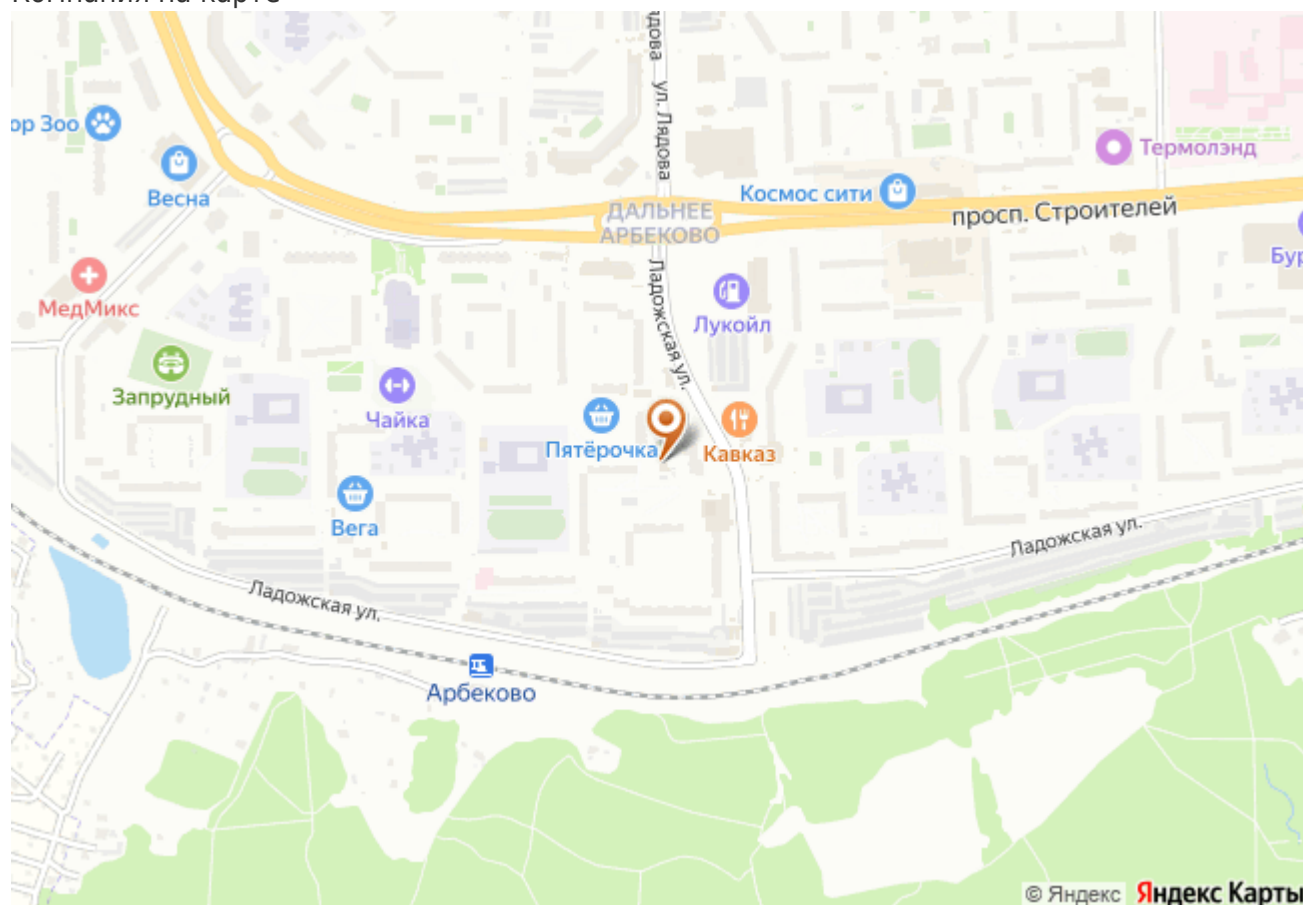 Компания на карте
лядова
ул. Лядова
ор Зоо
Термолэнд
Весна
Космос сити
ДАЛЬНЕЕ
АРБЕКОВО
просп. Строителей
Бур
МедМикс
Ладожская ул.
Лукойл
Запрудный
Чайка
Пятёрочка
Кавказ
Вега
Ладожская ул.
Ладожская ул.
Арбеково
© Яндекс Яндекс Карты